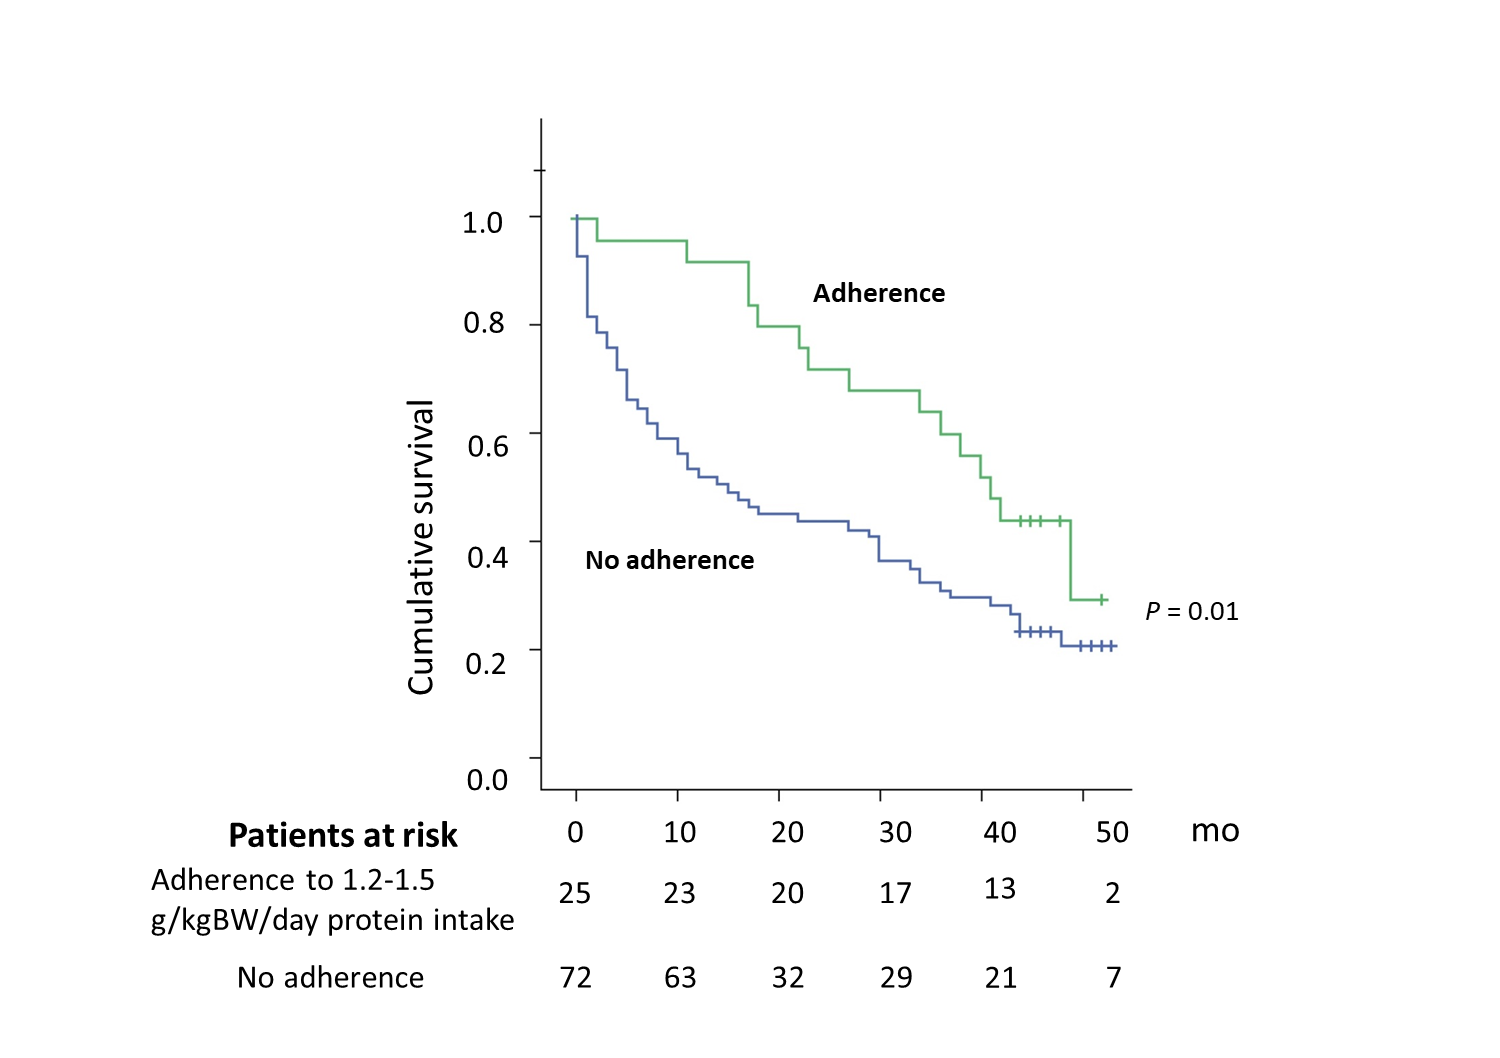 1.0
Adherence
0.8
Cumulative survival
0.6
0.4
No adherence
P = 0.01
0.2
0.0
Patients at risk 0 10 20 30 40 50 mo
Adherence to 1.2-1.5
g/kgBW/day protein intake 25 23 20 17 13 2
No adherence 72 63 32 29 21 7